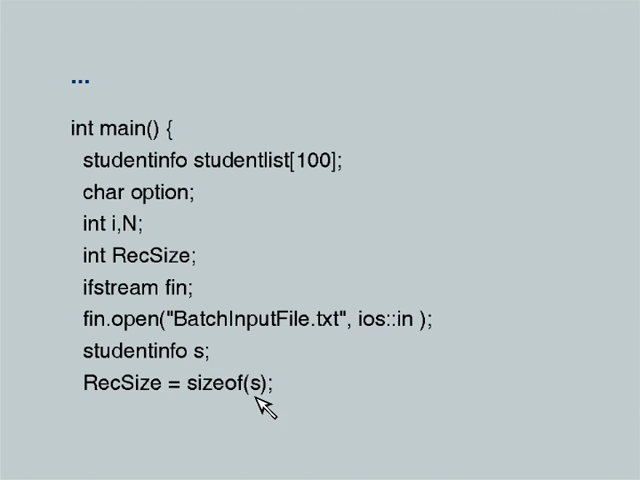 ...
int main() {
studentinfo studentlist[100];
char option;
int i,N;
int RecSize;
ifstream fin;
fin.open("BatchInputFile.txt", ios::in );
studentinfo s;
RecSize = sizeof(s);